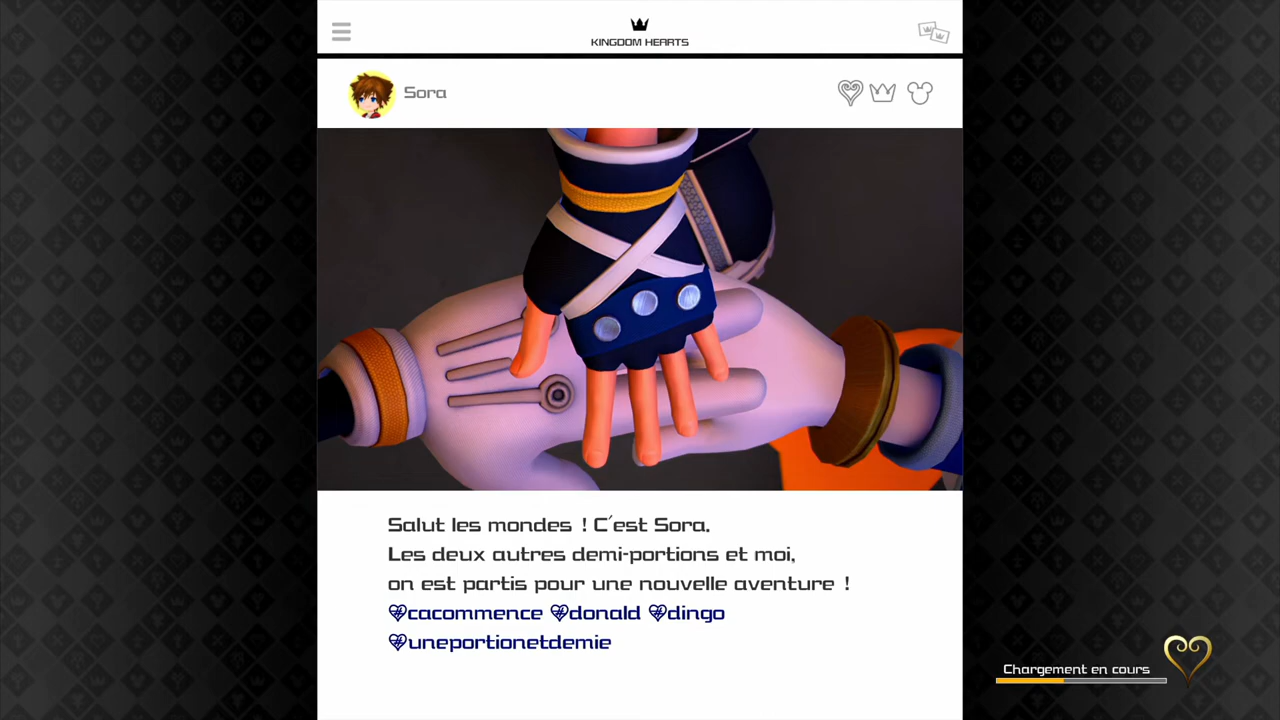 KINGDOM HEARTS
Sora
Salut les mondes ! C'est Sora.
Les deux autres demi-portions et moi,
on est partis pour une nouvelle aventure !
#cacommence #donald #dingo
#uneportionetdemie
Chargement en cours